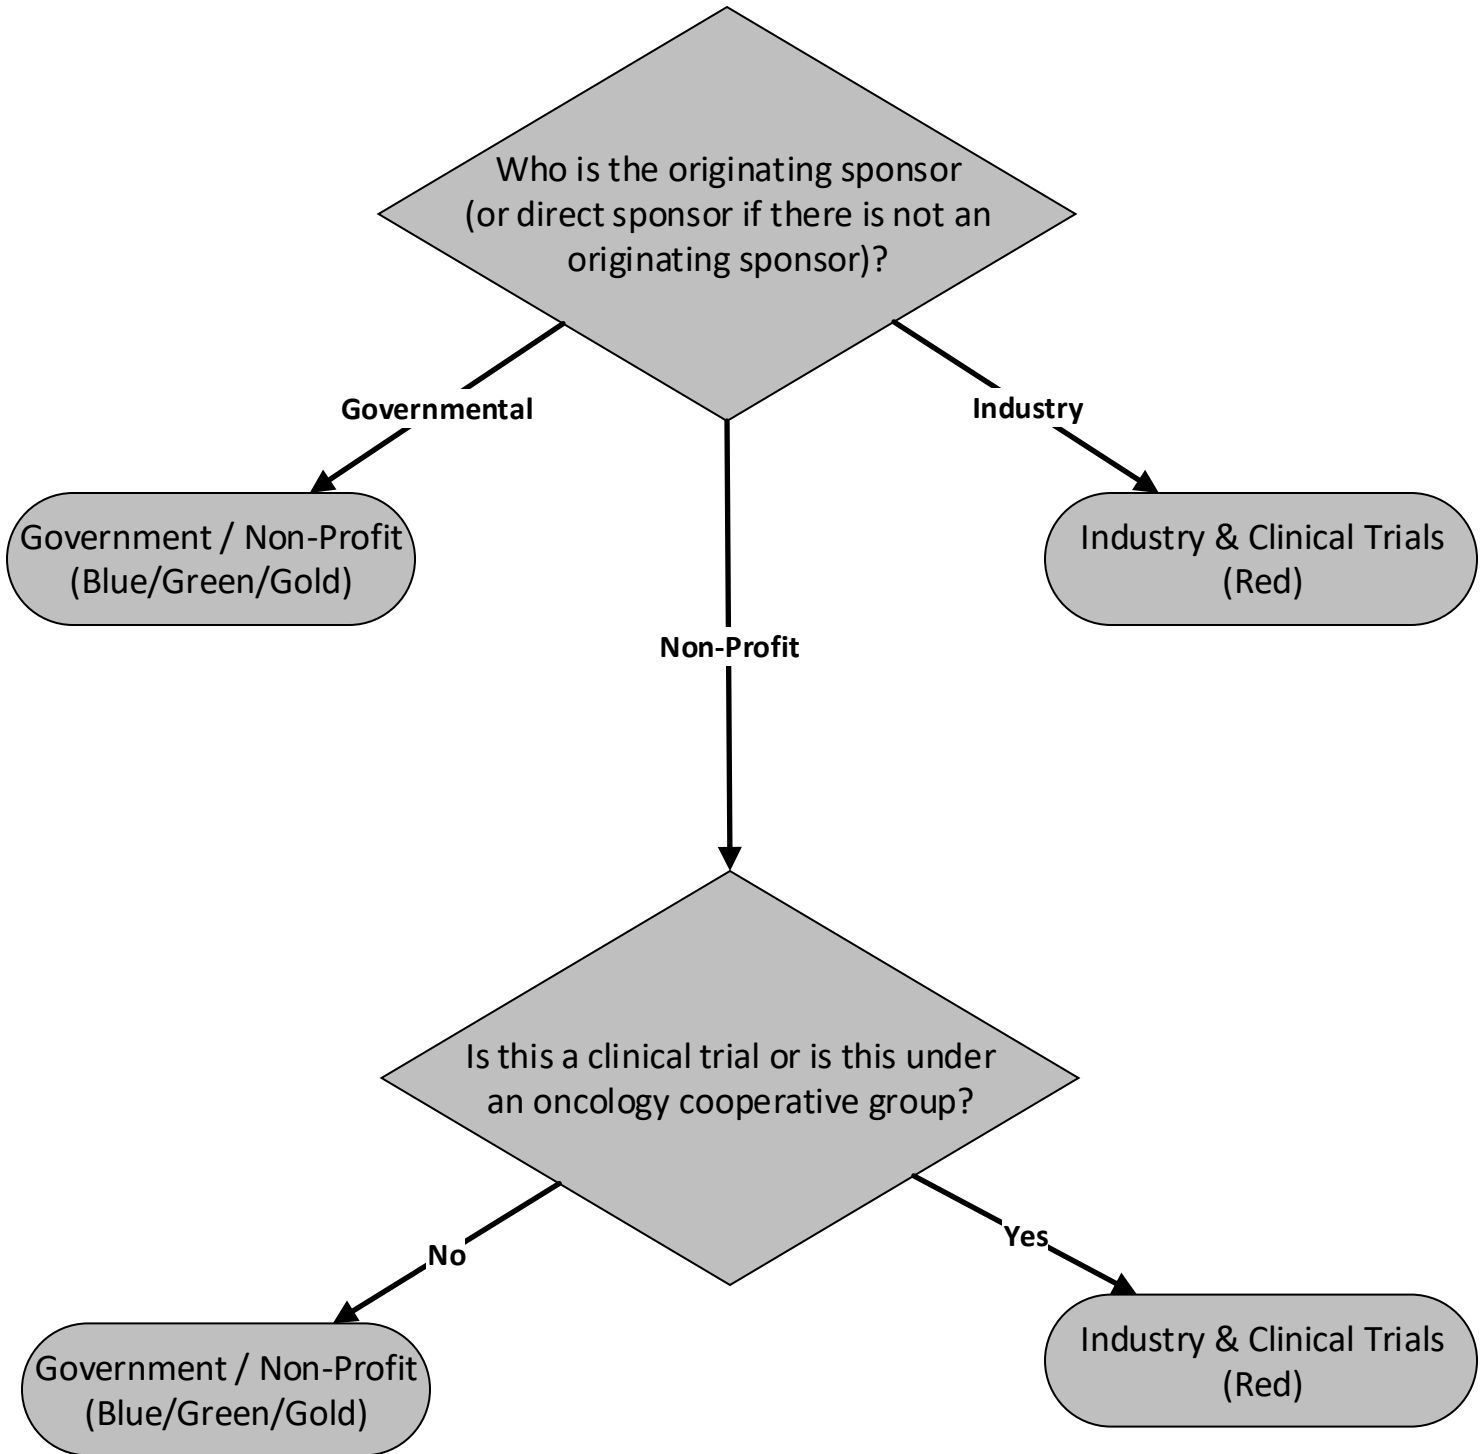 Who is the originating sponsor
(or direct sponsor if there is not an
originating sponsor)?
Governmental
Industry
Government / Non-Profit
(Blue/Green/Gold)
Industry & Clinical Trials
(Red)
Non-Profit
Is this a clinical trial or is this under
an oncology cooperative group?
No
Yes
Government / Non-Profit
(Blue/Green/Gold)
Industry & Clinical Trials
(Red)